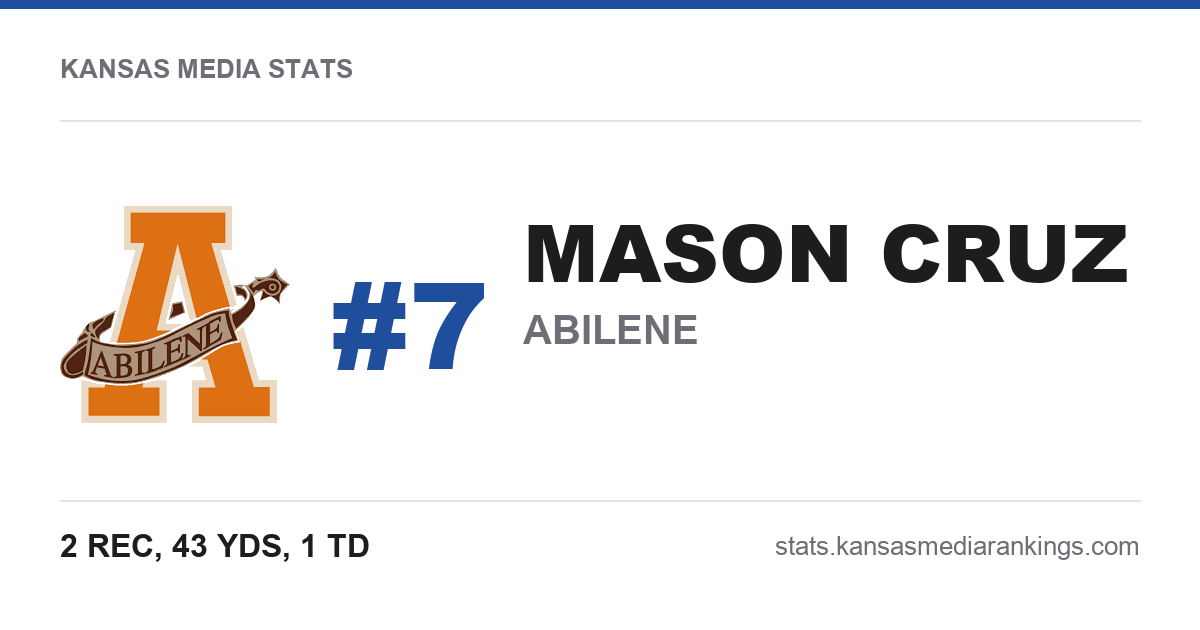 KANSAS MEDIA STATS
ABILENE
#7
MASON CRUZ
ABILENE
2 REC, 43 YDS, 1 TD
stats.kansasmediarankings.com